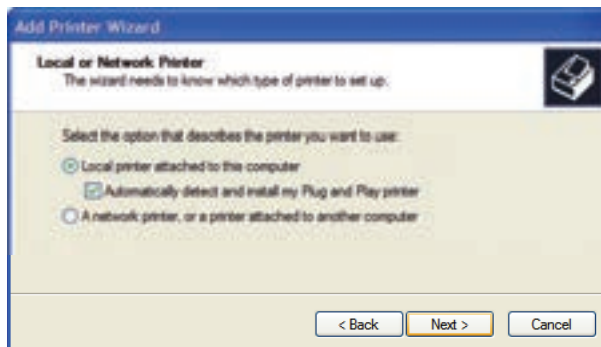 Add Printer Wizard
Local or Network Printer
The wizard needs to know which type of printer to set up.
Select the option that describes the printer you want to use:
Local printer attached to this computer
Automatically detect and install my Plug and Play printer
A network printer, or a printer attached to another computer
< Back Next > Cancel